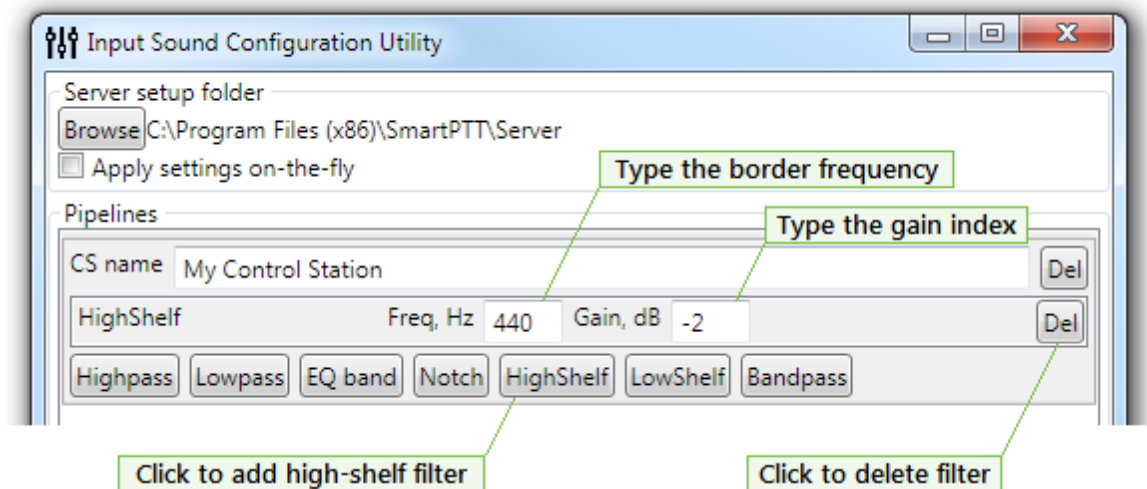 Input Sound Configuration Utility
Server setup folder
Browse C:\Program Files (x86)\SmartPTT\Server
Apply settings on-the-fly
Type the border frequency
Pipelines
Type the gain index
CS name My Control Station Del
HighShelf Freq, Hz 440 Gain, dB -2 Del
Highpass Lowpass EQ band Notch HighShelf LowShelf Bandpass
Click to add high-shelf filter
Click to delete filter